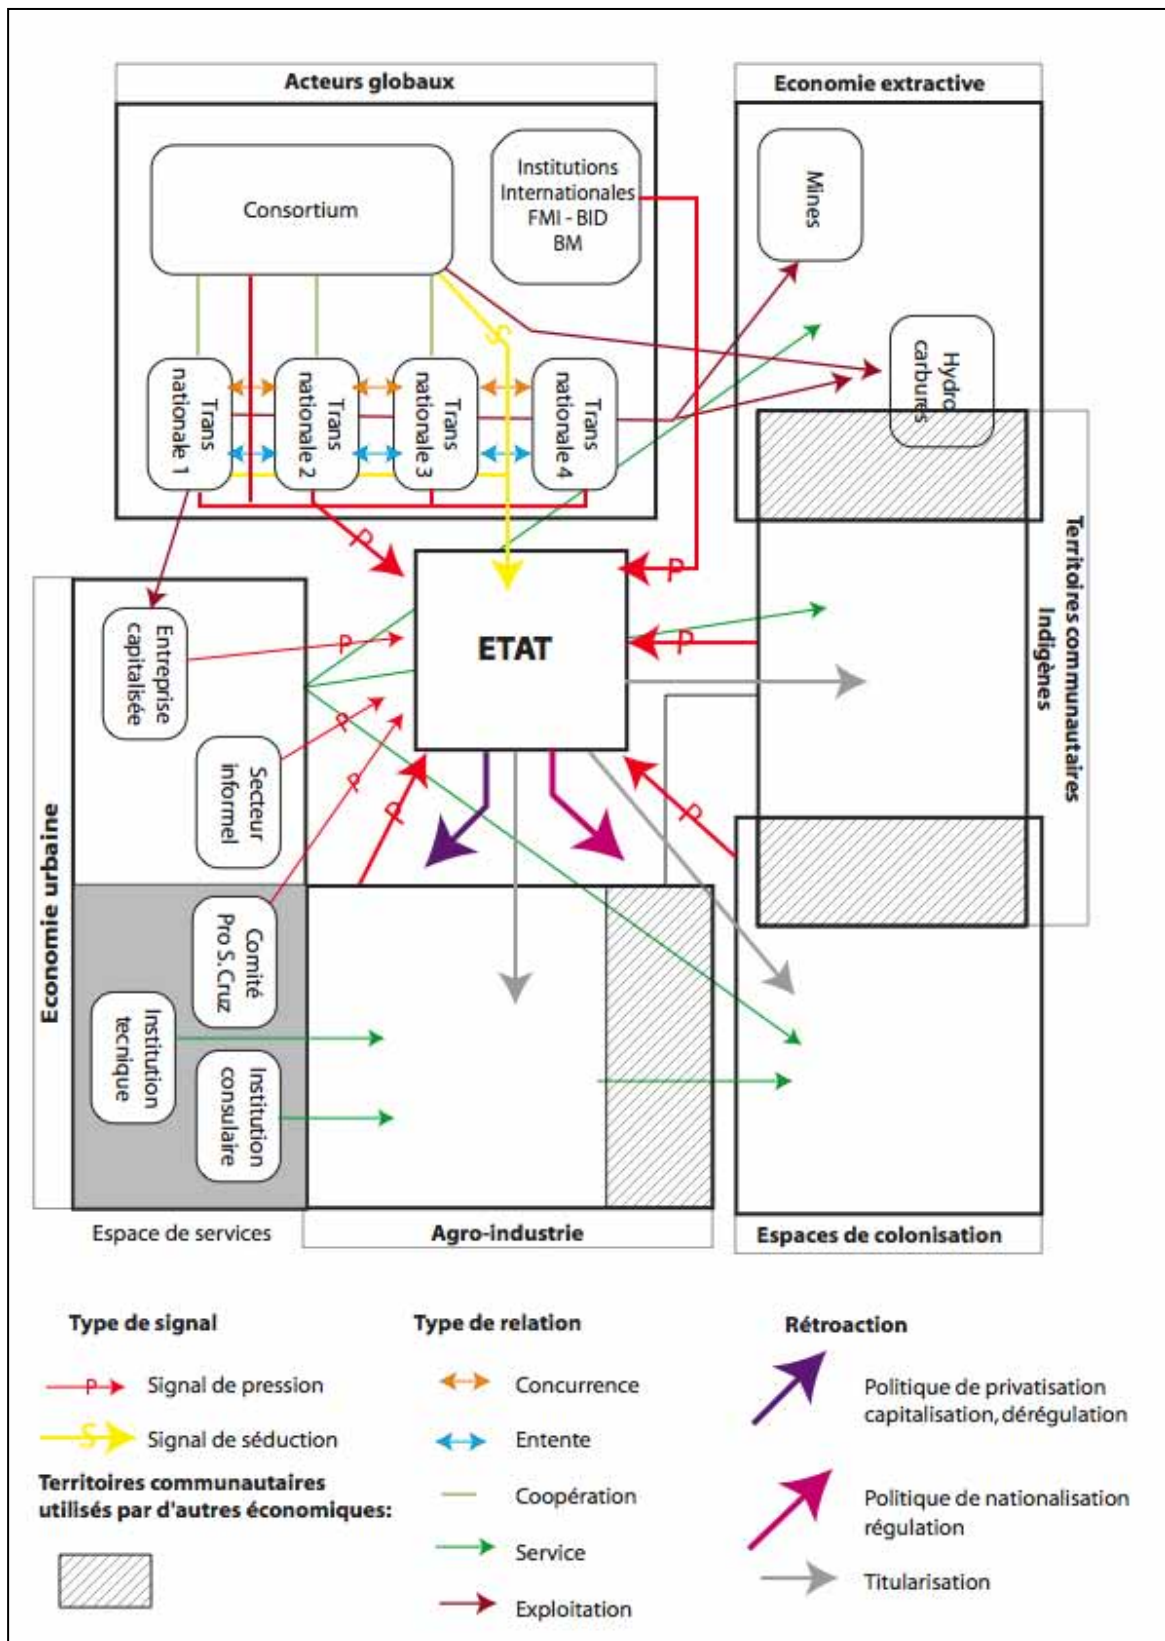 Acteurs globaux
Economie extractive
Consortium
Institutions
Internationales
FMI - BID
BM
Mines
Hydro
carbures
S
Trans
nationale 1
Trans
nationale 2
Trans
nationale 3
Trans
nationale 4
P
P
ETAT
P
P
P
P
P
P
Entreprise
capitalisée
Secteur
informel
Comité
Pro S. Cruz
Institution
tecnique
Institution
consulaire
Economie urbaine
Territoires communautaires
Indigènes
Espace de services
Agro-industrie
Espaces de colonisation
Type de signal
P
Signal de pression
S
Signal de séduction
Territoires communautaires
utilisés par d'autres économiques:
Type de relation
Concurrence
Entente
Coopération
Service
Exploitation
Rétroaction
Politique de privatisation
capitalisation, dérégulation
Politique de nationalisation
régulation
Titularisation